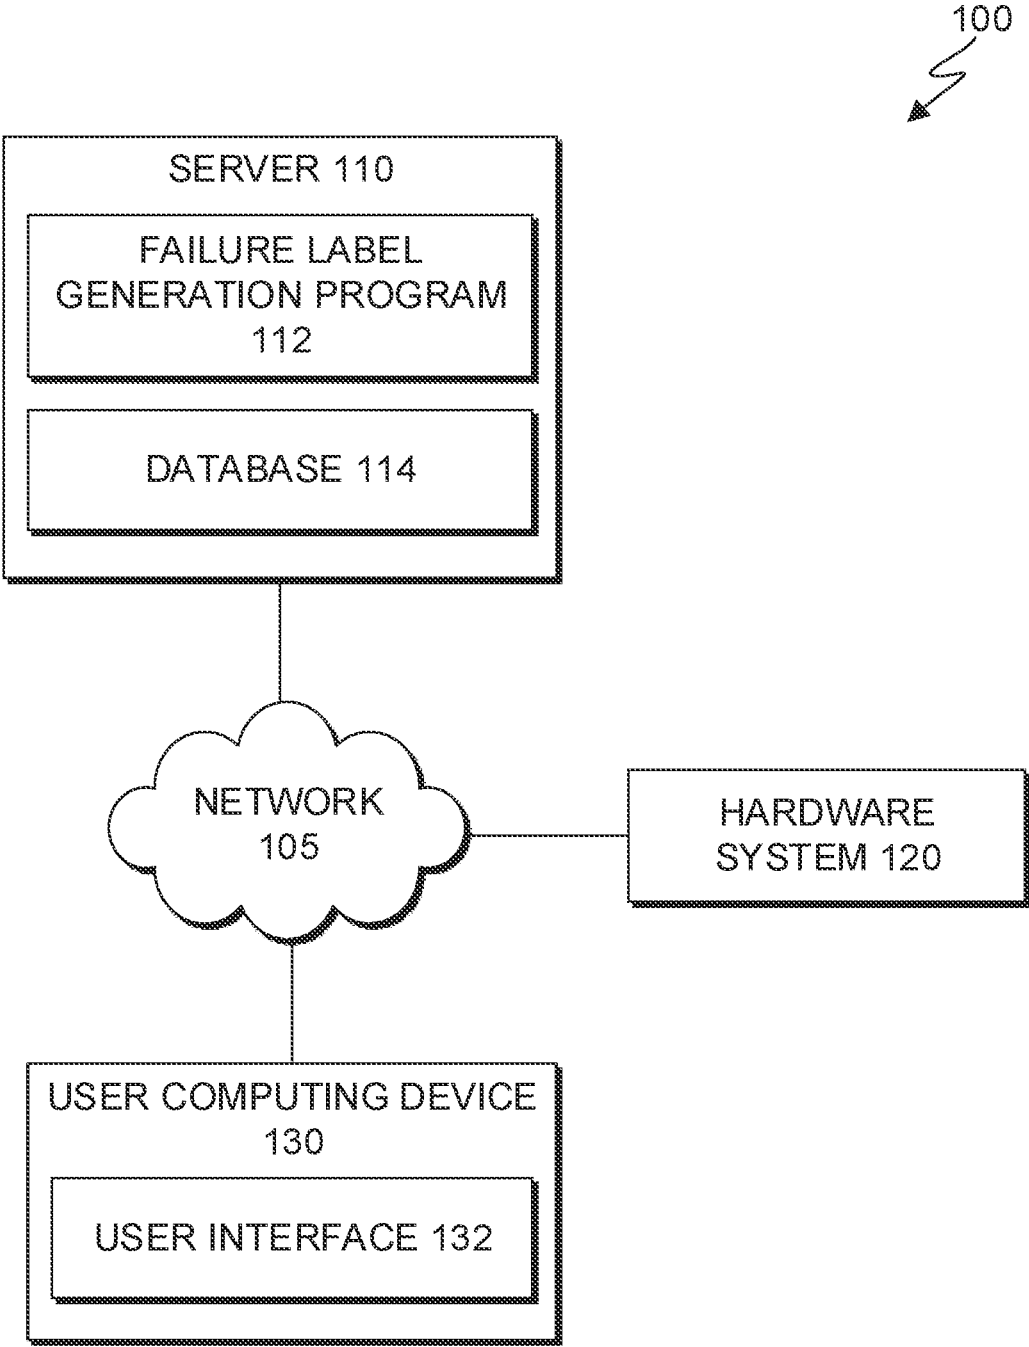 100
SERVER 110
FAILURE LABEL
GENERATION PROGRAM
112
DATABASE 114
NETWORK
105
HARDWARE
SYSTEM 120
USER COMPUTING DEVICE
130
USER INTERFACE 132